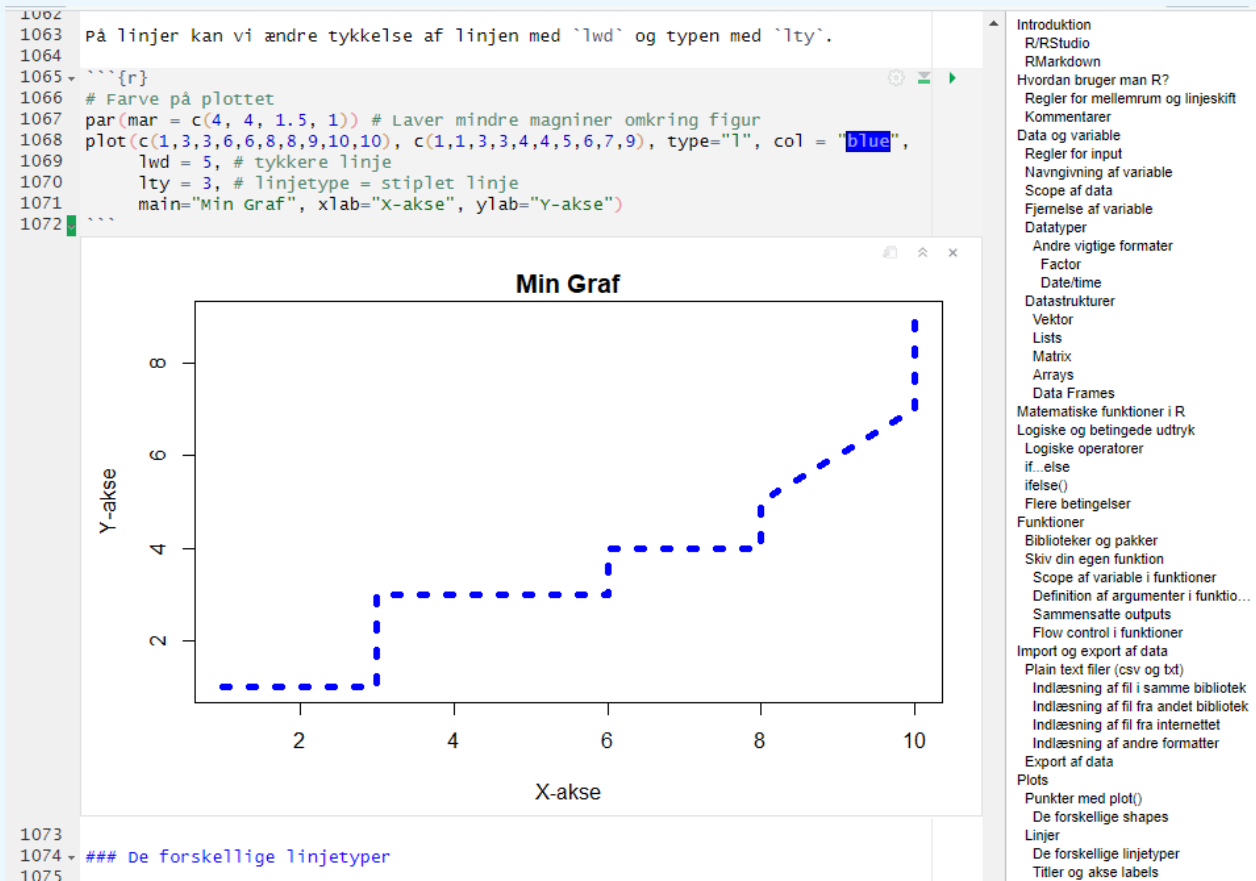 1062
1063 På linjer kan vi ændre tykkelse af linjen med `lwd` og typen med `lty`.
1064
1065 ```{r}
1066 # Farve på plottet
1067 par(mar = c(4, 4, 1.5, 1)) # Laver mindre magniner omkring figur
1068 plot(c(1,3,3,6,6,8,8,9,10,10), c(1,1,3,3,4,4,5,6,7,9), type="l", col = "blue",
1069 lwd = 5, # tykkere linje
1070 lty = 3, # linjetype = stiplet linje
1071 main="Min Graf", xlab="X-akse", ylab="Y-akse")
1072 ```
Min Graf
8
6
4
2
Y-akse
2 4 6 8 10
X-akse
1073
1074 ### De forskellige linjetyper
1075
Introduktion
R/RStudio
RMarkdown
Hvordan bruger man R?
Regler for mellemrum og linjeskift
Kommentarer
Data og variable
Regler for input
Navngivning af variable
Scope af data
Fjernelse af variable
Datatyper
Andre vigtige formater
Factor
Date/time
Datastrukturer
Vektor
Lists
Matrix
Arrays
Data Frames
Matematiske funktioner i R
Logiske og betingede udtryk
Logiske operatorer
if...else
ifelse()
Flere betingelser
Funktioner
Biblioteker og pakker
Skiv din egen funktion
Scope af variable i funktioner
Definition af argumenter i funktio...
Sammensatte outputs
Flow control i funktioner
Import og export af data
Plain text filer (csv og txt)
Indlæsning af fil i samme bibliotek
Indlæsning af fil fra andet bibliotek
Indlæsning af fil fra internettet
Indlæsning af andre formatter
Export af data
Plots
Punkter med plot()
De forskellige shapes
Linjer
De forskellige linjetyper
Titler og akse labels